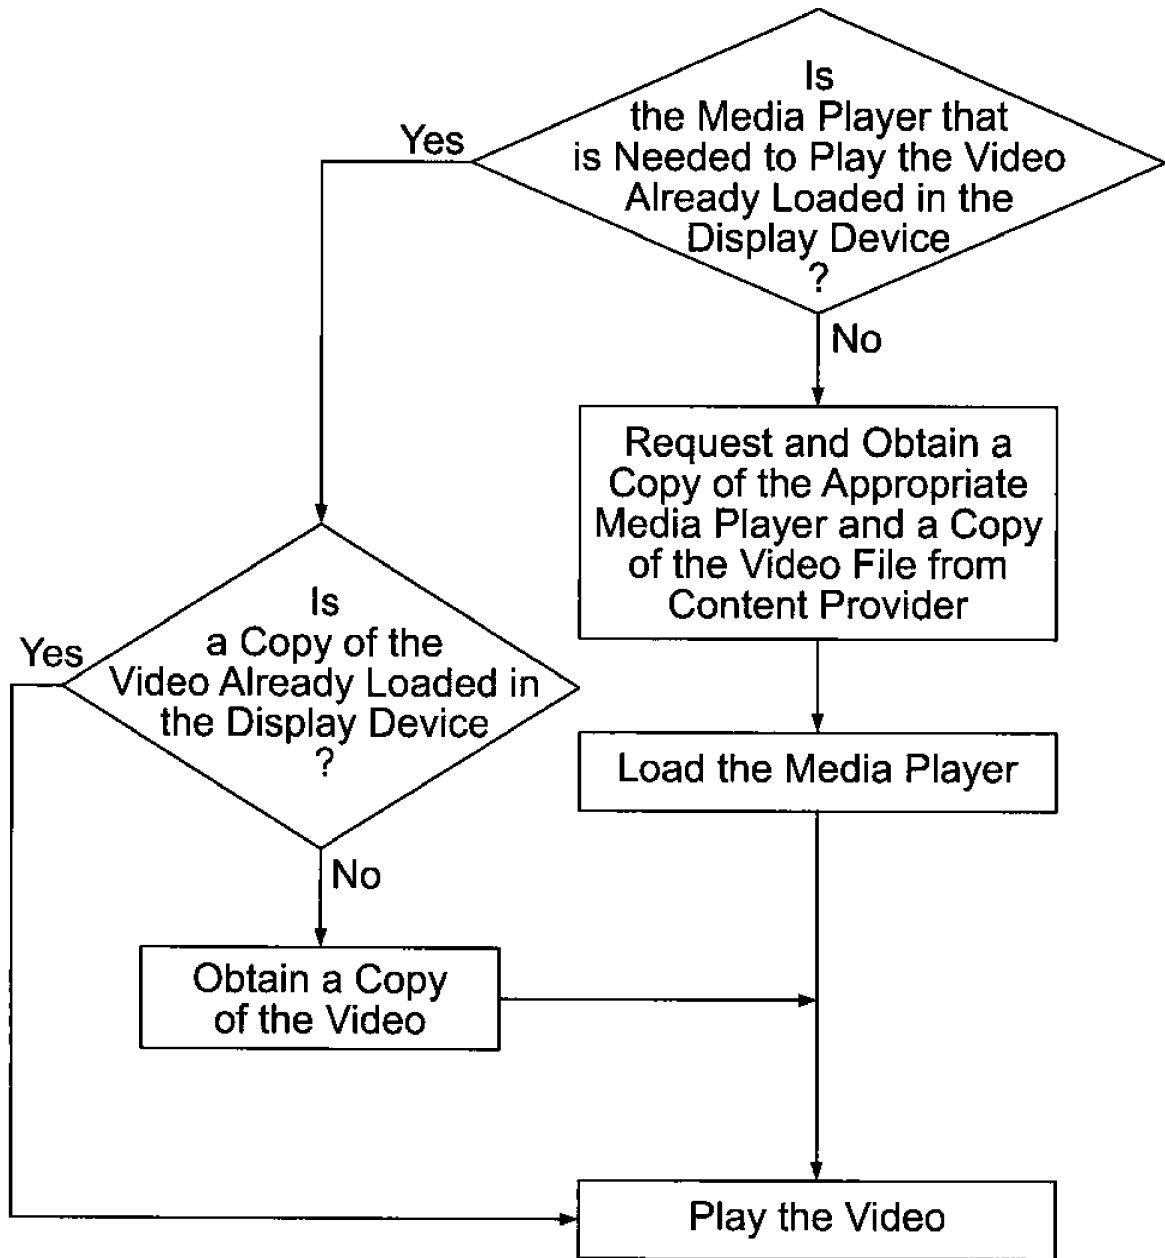 Is
the Media Player that
is Needed to Play the Video
Already Loaded in the
Display Device
?
Yes
No
Request and Obtain a
Copy of the Appropriate
Media Player and a Copy
of the Video File from
Content Provider
Load the Media Player
Is
a Copy of the
Video Already Loaded in
the Display Device
?
Yes
No
Obtain a Copy
of the Video
Play the Video